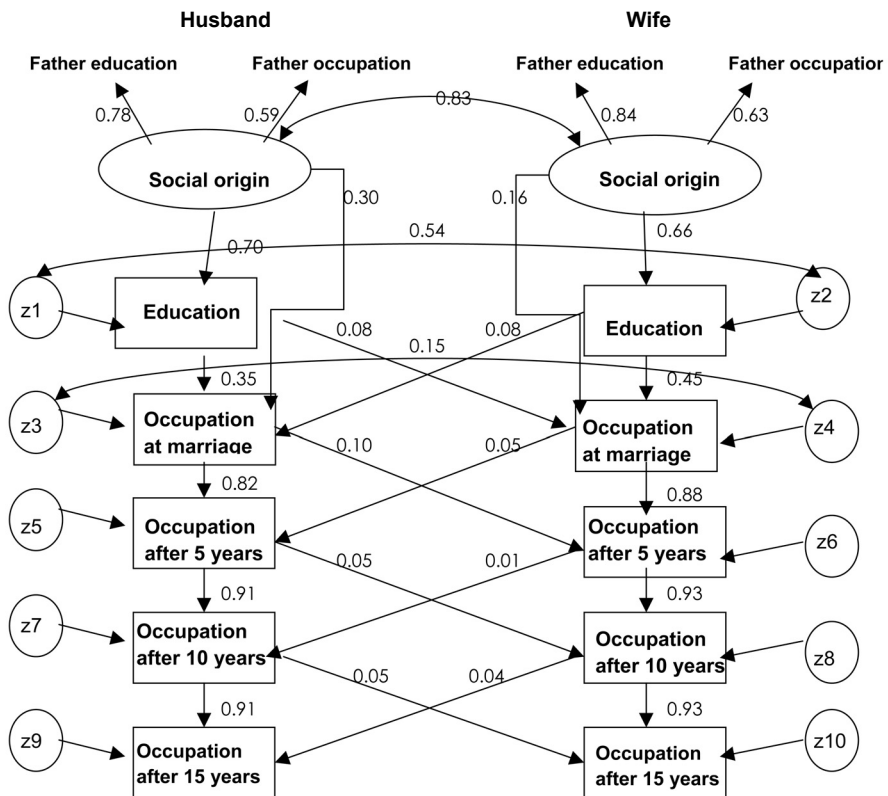 Husband Wife
Father education Father occupation Father education Father occupation
0.83
0.78 0.59 0.84 0.63
Social origin Social origin
0.30 0.16
0.70 0.54 0.66
z1 Education Education z2
0.08 0.08
0.15
0.35 0.45
z3 Occupation Occupation z4
at marriage at marriage
0.10 0.05
0.82 0.88
z5 Occupation Occupation z6
after 5 years after 5 years
0.05 0.01
0.91 0.93
z7 Occupation Occupation z8
after 10 years after 10 years
0.05 0.04
0.91 0.93
z9 Occupation Occupation z10
after 15 years after 15 years